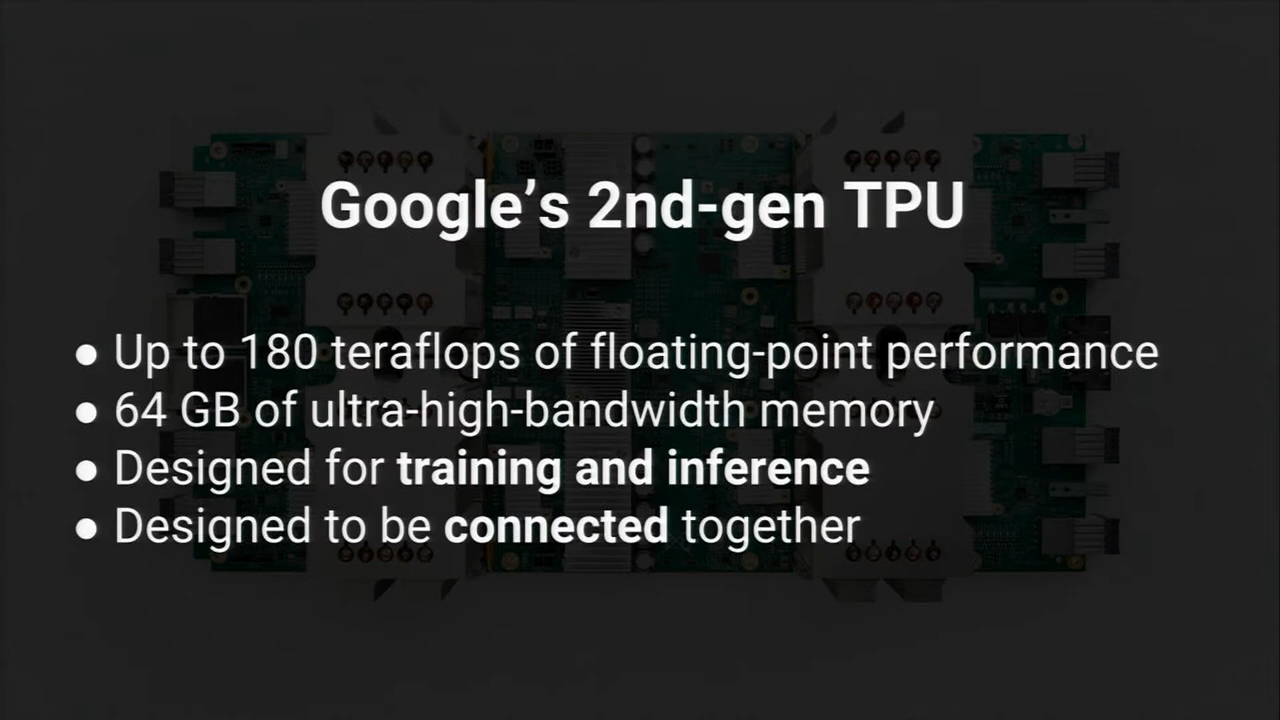 Google’s 2nd-gen TPU
● Up to 180 teraflops of floating-point performance
● 64 GB of ultra-high-bandwidth memory
● Designed for training and inference
● Designed to be connected together